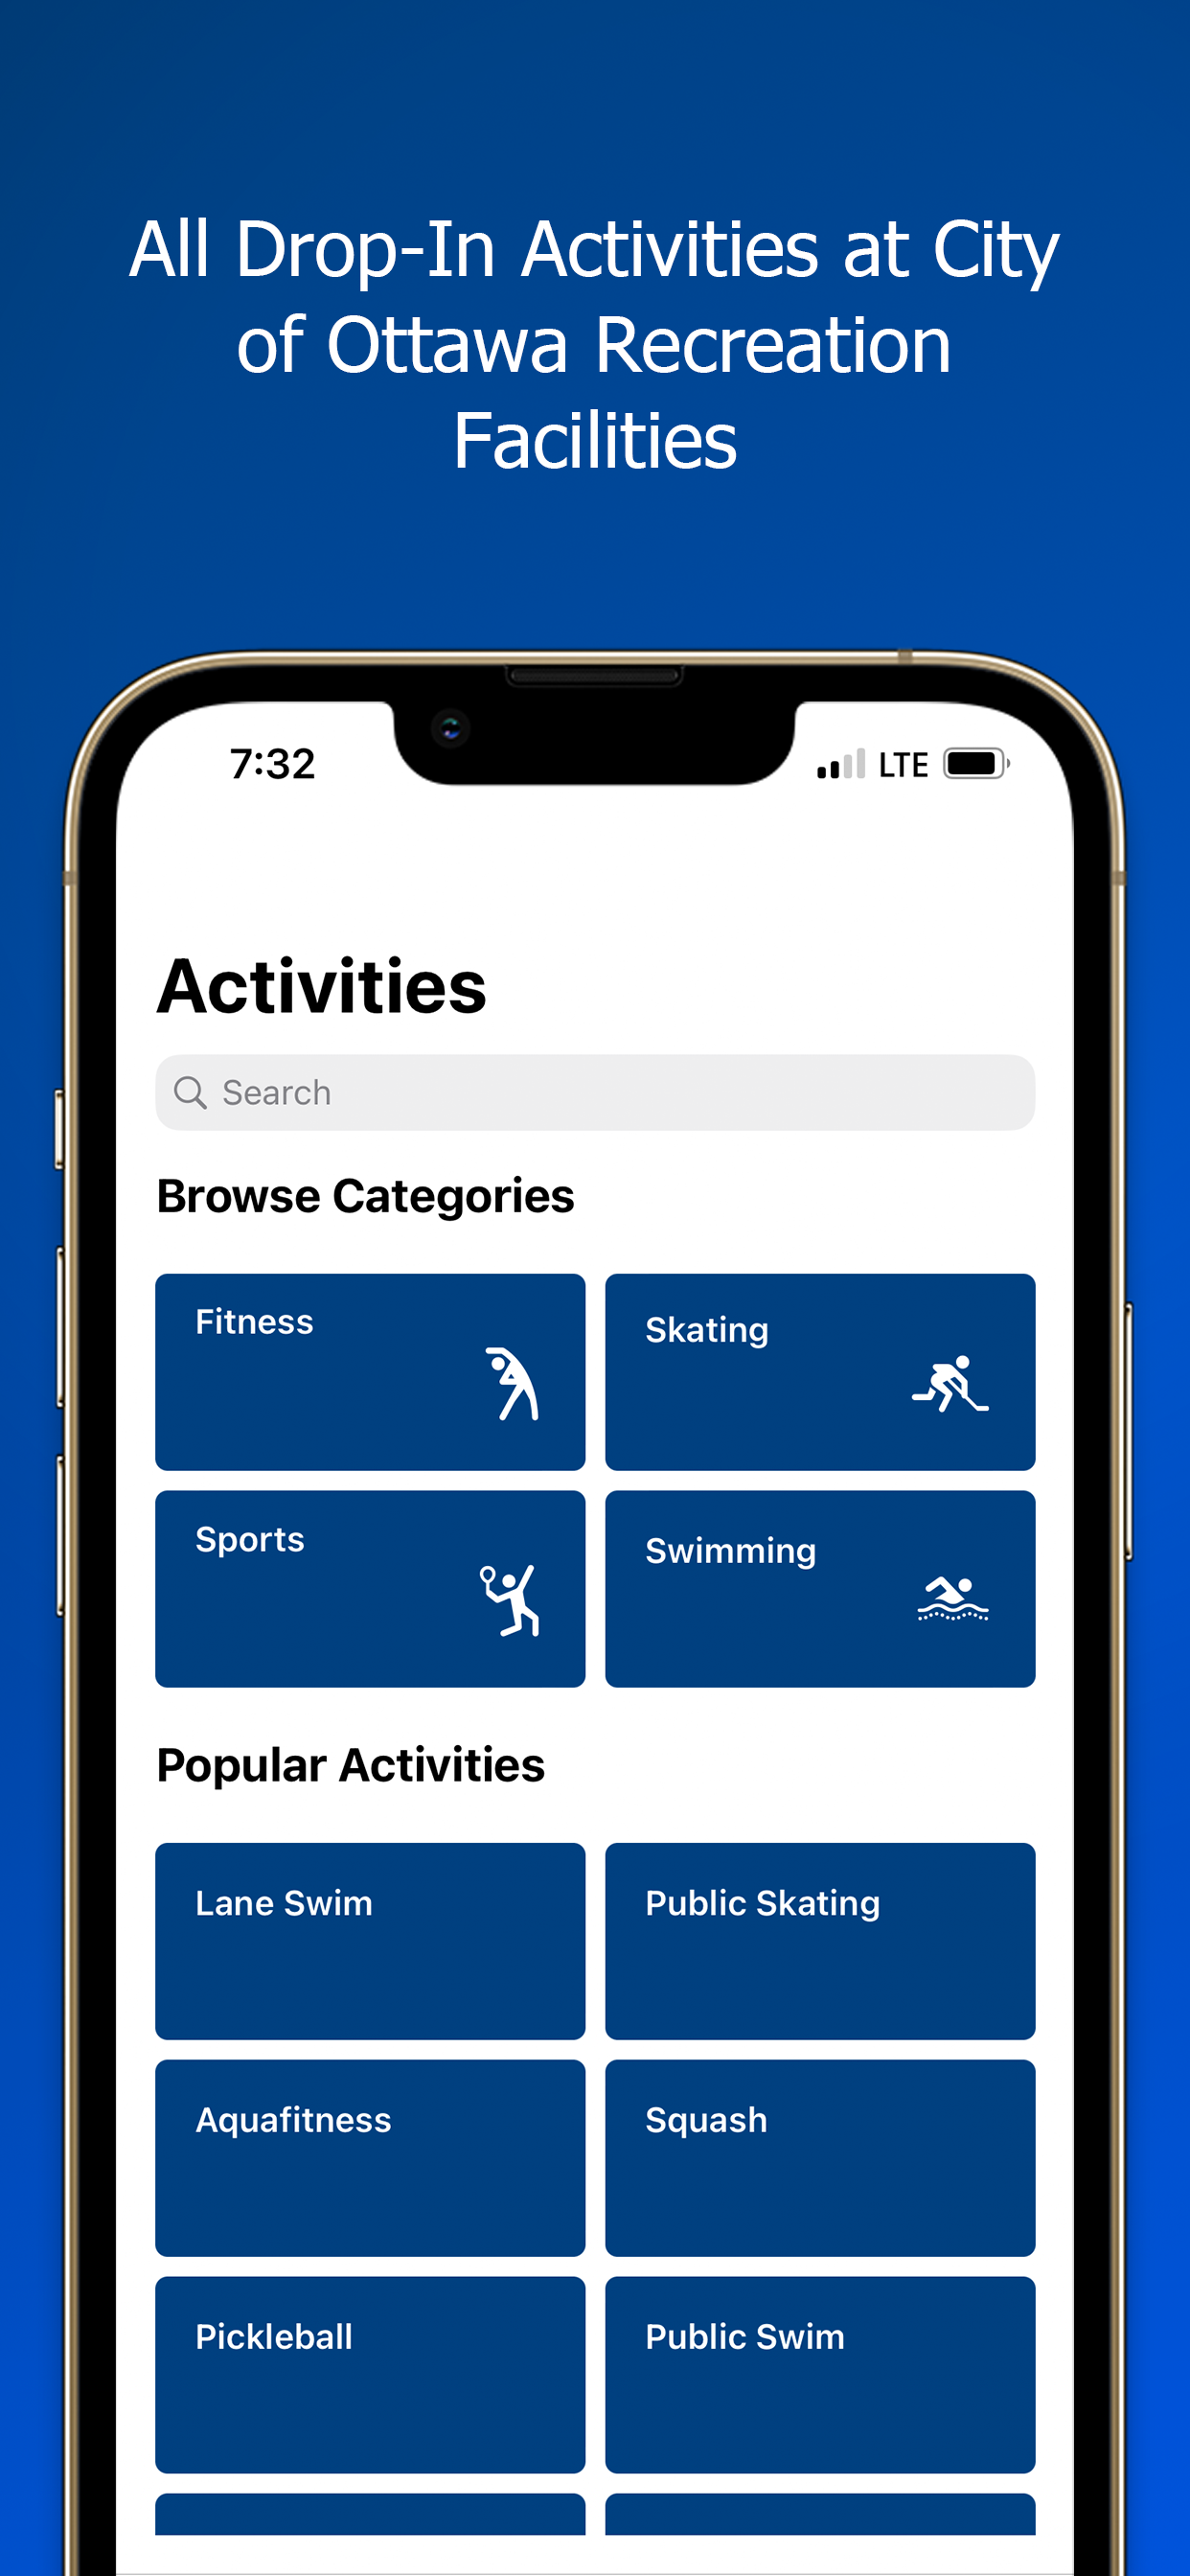 All Drop-In Activities at City
of Ottawa Recreation
Facilities
7:32 LTE
Activities
Search
Browse Categories
Fitness
Skating
Sports
Swimming
Popular Activities
Lane Swim
Public Skating
Aquafitness
Squash
Pickleball
Public Swim